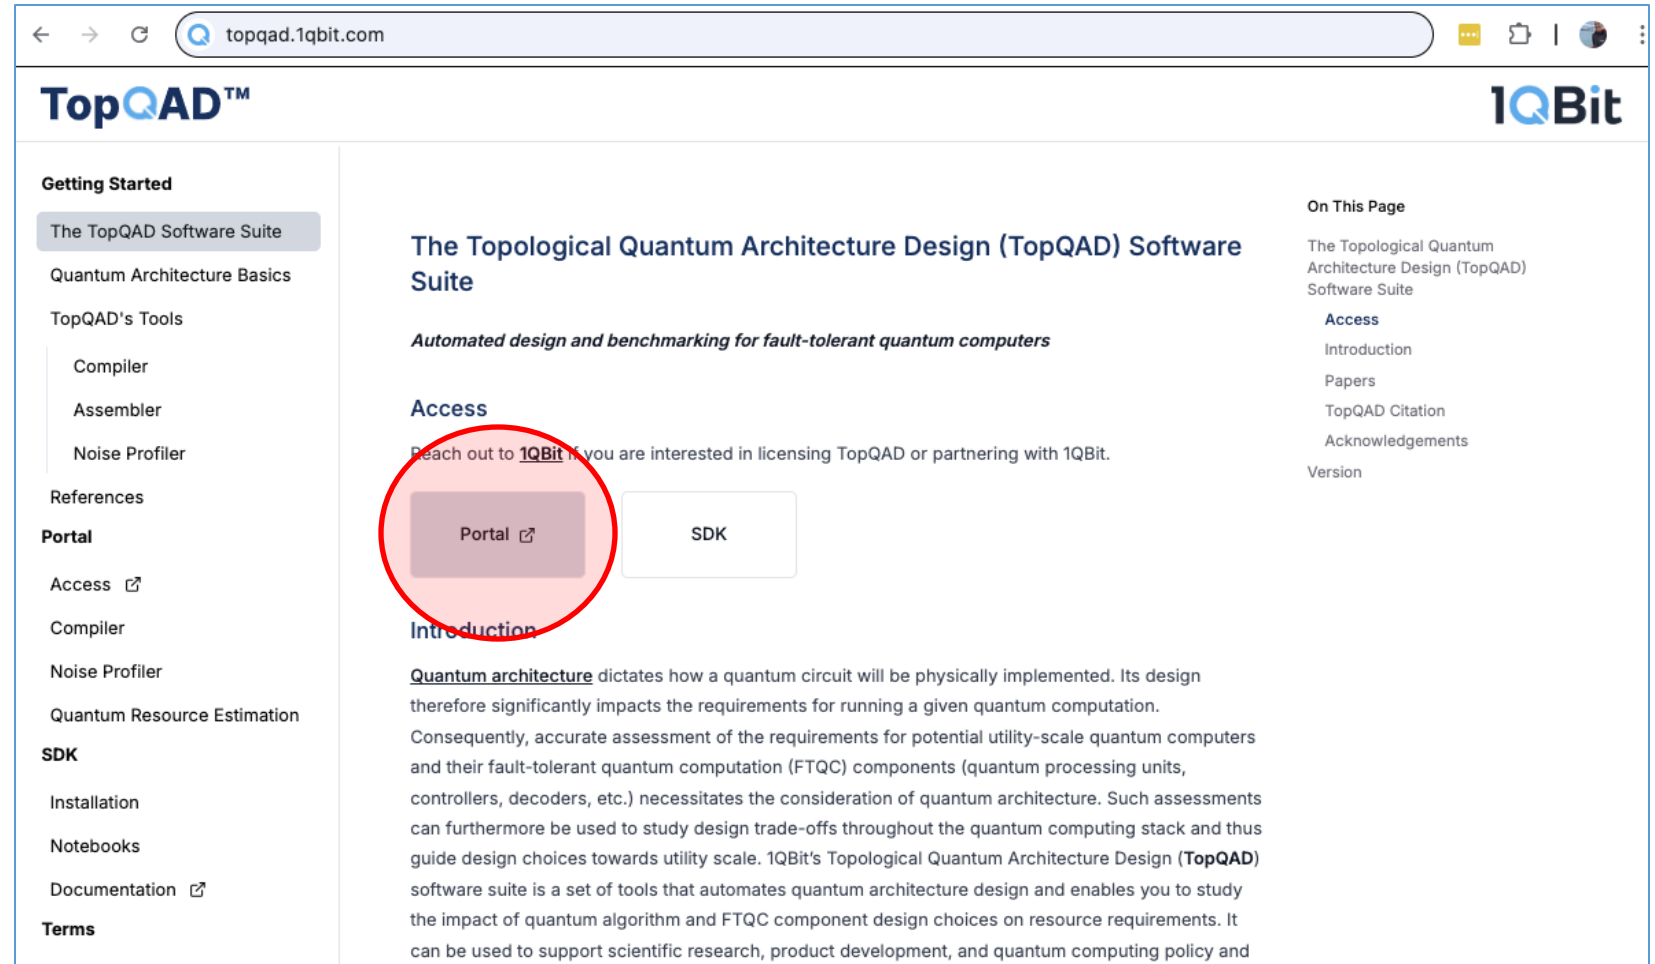 topqad.1qbit.com
TopQAD™
1QBit
Getting Started
The TopQAD Software Suite
Quantum Architecture Basics
TopQAD's Tools
Compiler
Assembler
Noise Profiler
References
Portal
Access
Compiler
Noise Profiler
Quantum Resource Estimation
SDK
Installation
Notebooks
Documentation
Terms
The Topological Quantum Architecture Design (TopQAD) Software
Suite
Automated design and benchmarking for fault-tolerant quantum computers
Access
Reach out to 1QBit if you are interested in licensing TopQAD or partnering with 1QBit.
Portal
SDK
Introduction
Quantum architecture dictates how a quantum circuit will be physically implemented. Its design
therefore significantly impacts the requirements for running a given quantum computation.
Consequently, accurate assessment of the requirements for potential utility-scale quantum computers
and their fault-tolerant quantum computation (FTQC) components (quantum processing units,
controllers, decoders, etc.) necessitates the consideration of quantum architecture. Such assessments
can furthermore be used to study design trade-offs throughout the quantum computing stack and thus
guide design choices towards utility scale. 1QBit's Topological Quantum Architecture Design (TopQAD)
software suite is a set of tools that automates quantum architecture design and enables you to study
the impact of quantum algorithm and FTQC component design choices on resource requirements. It
can be used to support scientific research, product development, and quantum computing policy and
On This Page
The Topological Quantum
Architecture Design (TopQAD)
Software Suite
Access
Introduction
Papers
TopQAD Citation
Acknowledgements
Version